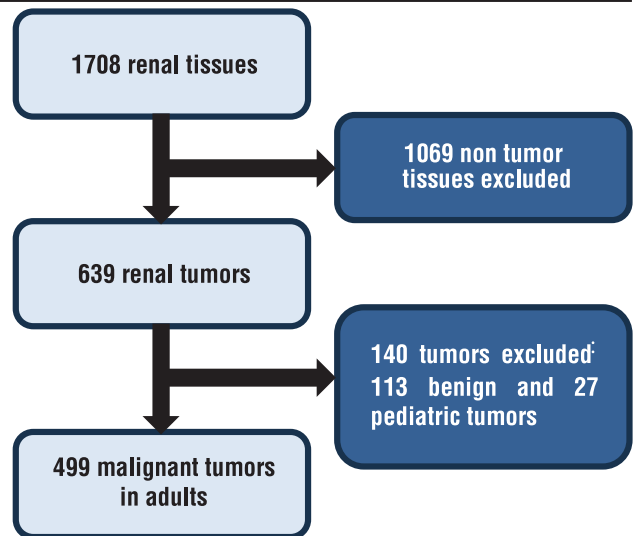 1708 renal tissues
1069 non tumor
tissues excluded
639 renal tumors
140 tumors excluded:
113 benign and 27
pediatric tumors
499 malignant tumors
in adults